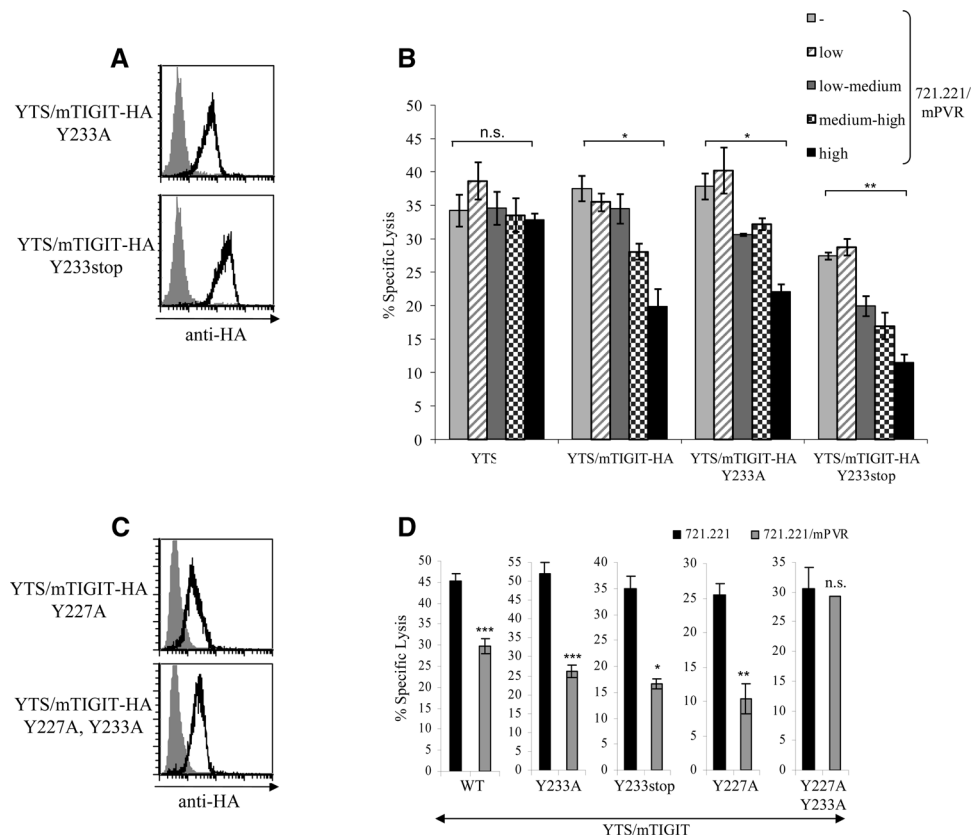 A
YTS/mTIGIT-HA
Y233A
YTS/mTIGIT-HA
Y233stop
anti-HA
B
-
low
low-medium
medium-high
high
721.221/
mPVR
% Specific Lysis
50
45
40
35
30
25
20
15
10
5
0
n.s.
*
*
**
YTS
YTS/mTIGIT-HA
YTS/mTIGIT-HA
Y233A
YTS/mTIGIT-HA
Y233stop
C
YTS/mTIGIT-HA
Y227A
YTS/mTIGIT-HA
Y227A, Y233A
anti-HA
D
721.221
721.221/mPVR
% Specific Lysis
50
45
40
35
30
25
20
15
10
5
0
***
WT
55
50
45
40
35
30
25
20
15
10
5
0
***
Y233A
40
35
30
25
20
15
10
5
0
*
Y233stop
30
25
20
15
10
5
0
**
Y227A
35
30
25
20
15
10
5
0
n.s.
Y227A
Y233A
YTS/mTIGIT